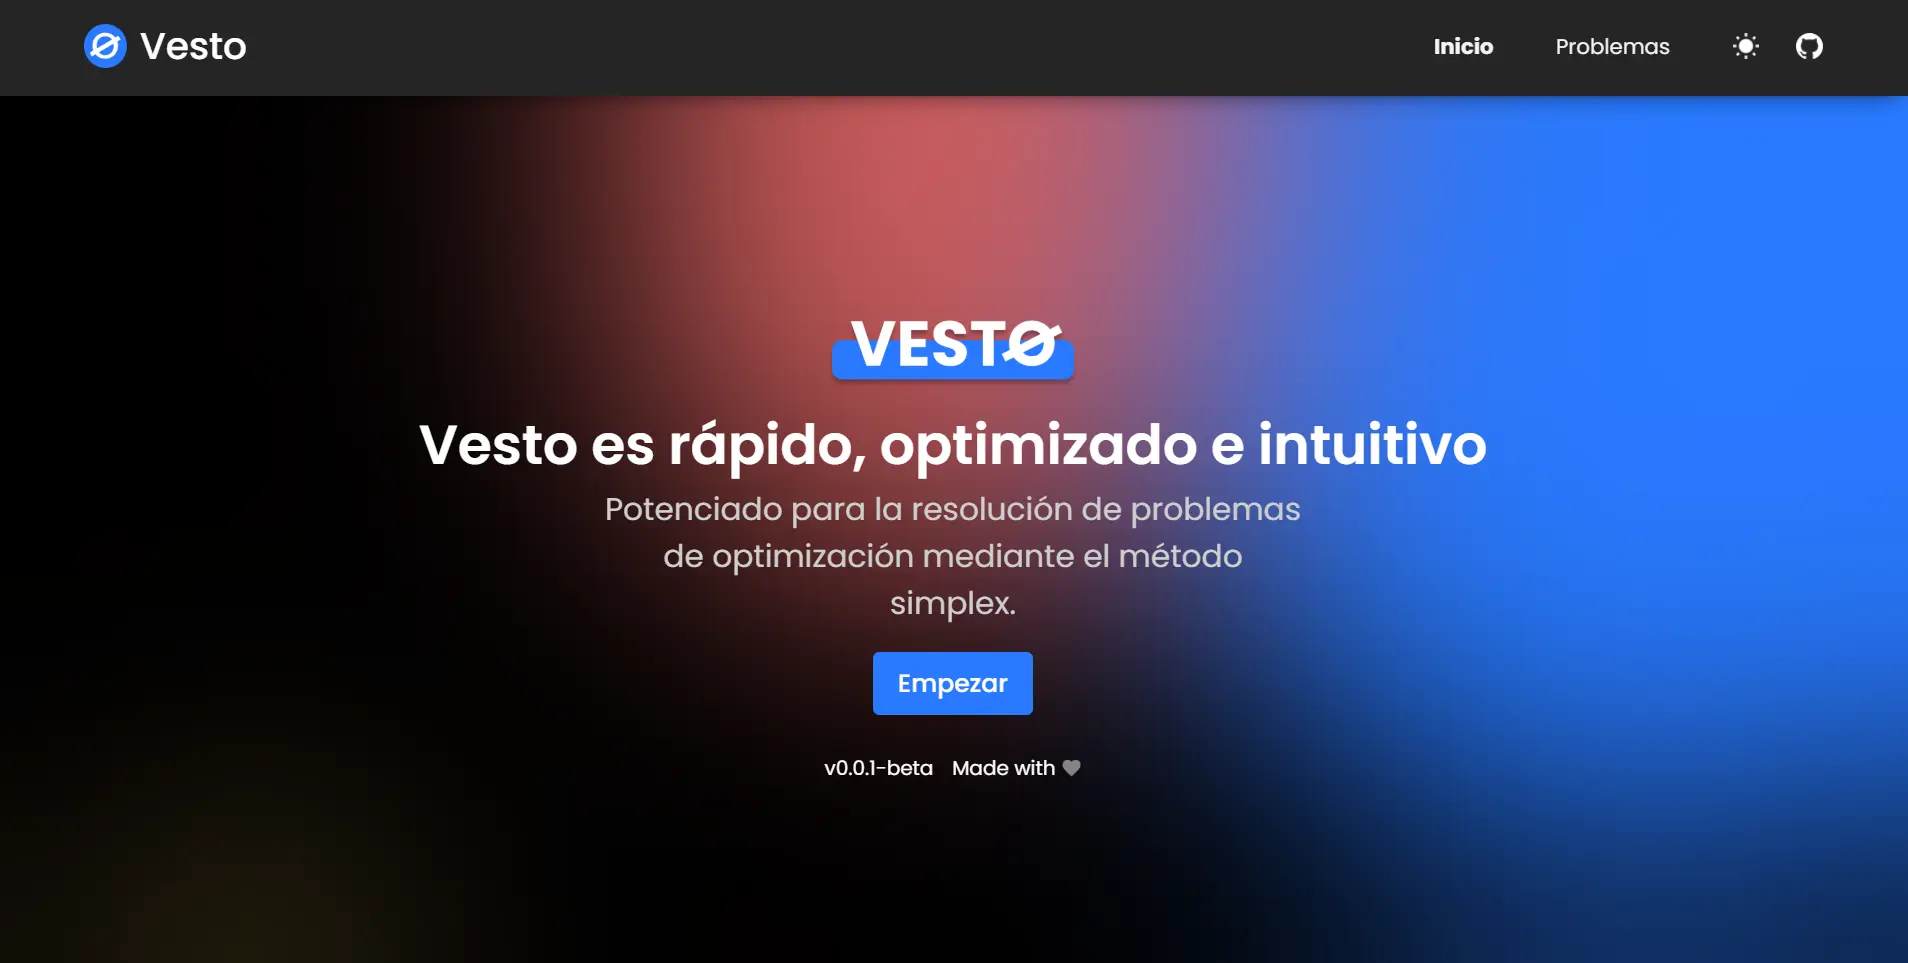 Vesto
Inicio
Problemas
VESTO
Vesto es rápido, optimizado e intuitivo
Potenciado para la resolución de problemas
de optimización mediante el método
simplex.
Empezar
v0.0.1-beta Made with